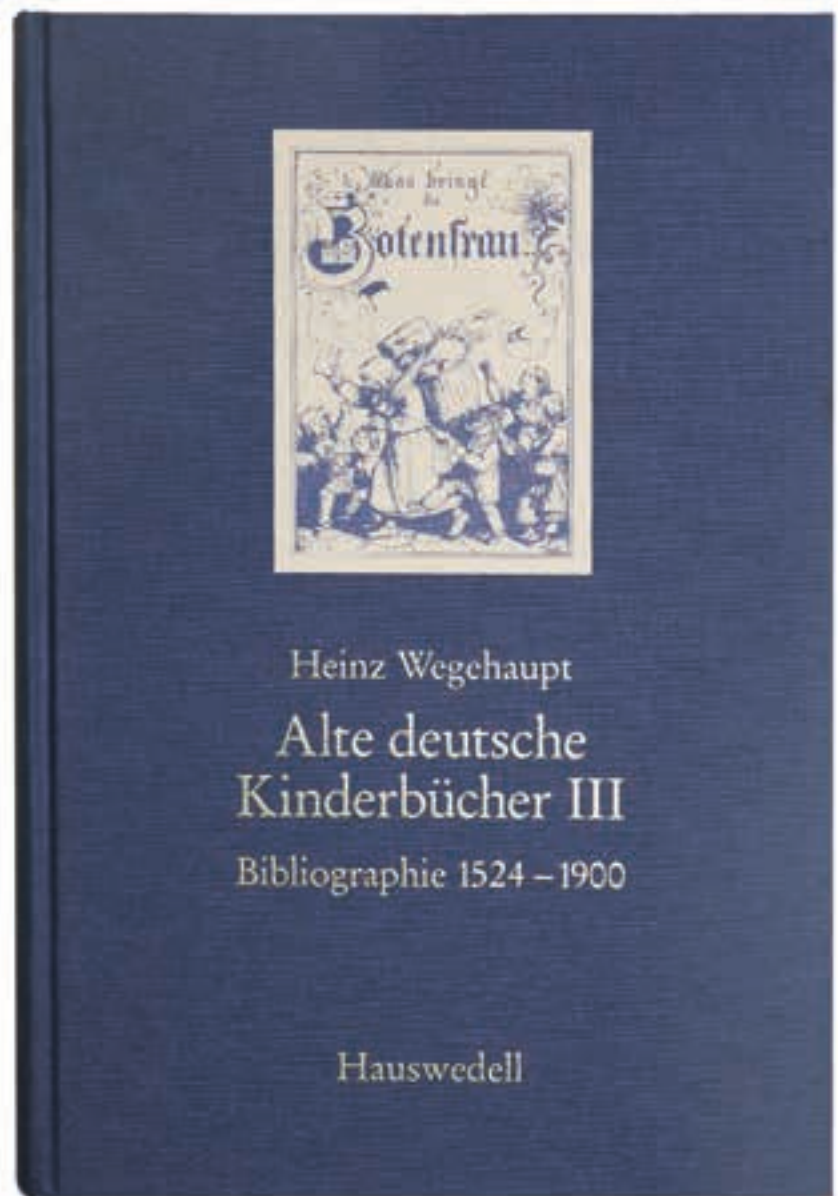 Was bringt
die
Botenfrau
Heinz Wegehaupt
Alte deutsche
Kinderbücher III
Bibliographie 1524 – 1900
Hauswedell